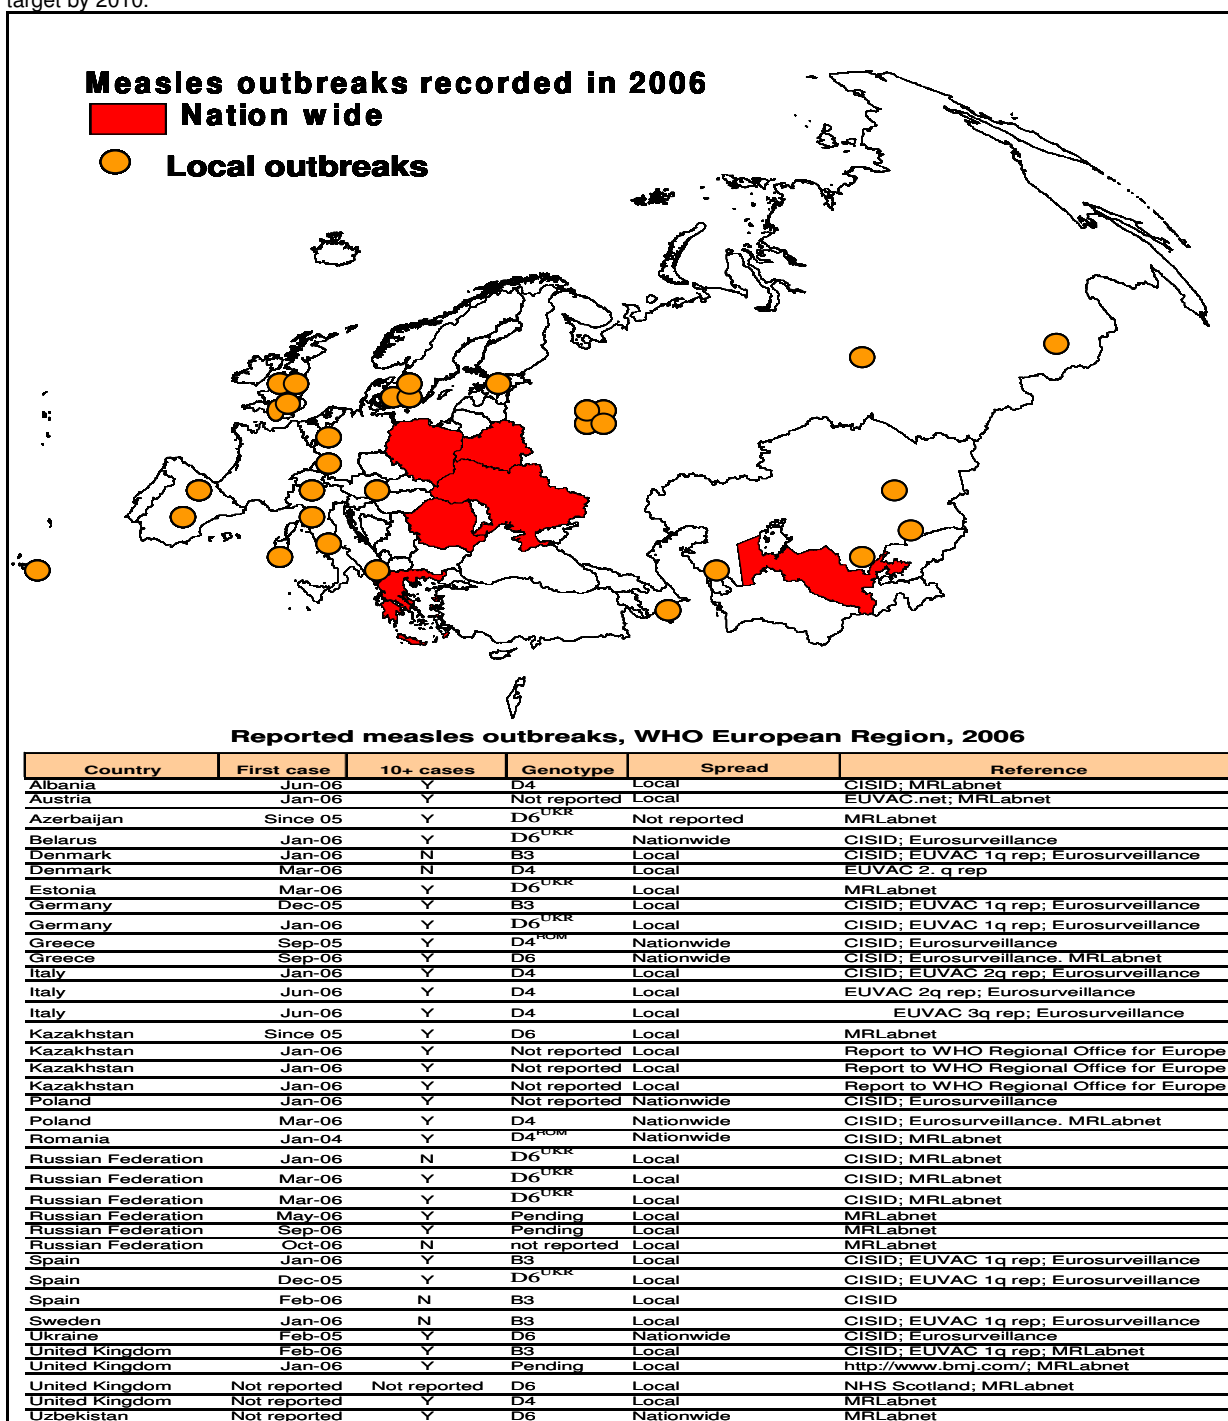 target by 2010.
Measles outbreaks recorded in 2006
Nation wide
Local outbreaks
Reported measles outbreaks, WHO European Region, 2006
Country First case 10+ cases Genotype Spread Reference
Albania Jun-06 Y D4 Local CISID; MRLabnet
Austria Jan-06 Y Not reported Local EUVAC.net; MRLabnet
Azerbaijan Since 05 Y D6UKR Not reported MRLabnet
Belarus Jan-06 Y D6UKR Nationwide CISID; Eurosurveillance
Denmark Jan-06 N B3 Local CISID; EUVAC 1q rep; Eurosurveillance
Denmark Mar-06 N D4 Local EUVAC 2. q rep
Estonia Mar-06 Y D6UKR Local MRLabnet
Germany Dec-05 Y B3 Local CISID; EUVAC 1q rep; Eurosurveillance
Germany Jan-06 Y D6UKR Local CISID; EUVAC 1q rep; Eurosurveillance
Greece Sep-05 Y D4ROM Nationwide CISID; Eurosurveillance
Greece Sep-06 Y D6 Nationwide CISID; Eurosurveillance. MRLabnet
Italy Jan-06 Y D4 Local CISID; EUVAC 2q rep; Eurosurveillance
Italy Jun-06 Y D4 Local EUVAC 2q rep; Eurosurveillance
Italy Jun-06 Y D4 Local EUVAC 3q rep; Eurosurveillance
Kazakhstan Since 05 Y D6 Local MRLabnet
Kazakhstan Jan-06 Y Not reported Local Report to WHO Regional Office for Europe
Kazakhstan Jan-06 Y Not reported Local Report to WHO Regional Office for Europe
Kazakhstan Jan-06 Y Not reported Local Report to WHO Regional Office for Europe
Poland Jan-06 Y Not reported Nationwide CISID; Eurosurveillance
Poland Mar-06 Y D4 Nationwide CISID; Eurosurveillance. MRLabnet
Romania Jan-04 Y D4ROM Nationwide CISID; MRLabnet
Russian Federation Jan-06 N D6UKR Local CISID; MRLabnet
Russian Federation Mar-06 Y D6UKR Local CISID; MRLabnet
Russian Federation Mar-06 Y D6UKR Local CISID; MRLabnet
Russian Federation May-06 Y Pending Local MRLabnet
Russian Federation Sep-06 Y Pending Local MRLabnet
Russian Federation Oct-06 N not reported Local MRLabnet
Spain Jan-06 Y B3 Local CISID; EUVAC 1q rep; Eurosurveillance
Spain Dec-05 Y D6UKR Local CISID; EUVAC 1q rep; Eurosurveillance
Spain Feb-06 N B3 Local CISID
Sweden Jan-06 N B3 Local CISID; EUVAC 1q rep; Eurosurveillance
Ukraine Feb-05 Y D6 Nationwide CISID; Eurosurveillance
United Kingdom Feb-06 Y B3 Local CISID; EUVAC 1q rep; MRLabnet
United Kingdom Jan-06 Y Pending Local http://www.bmj.com/; MRLabnet
United Kingdom Not reported Not reported D6 Local NHS Scotland; MRLabnet
United Kingdom Not reported Y D4 Local MRLabnet
Uzbekistan Not reported Y D6 Nationwide MRLabnet